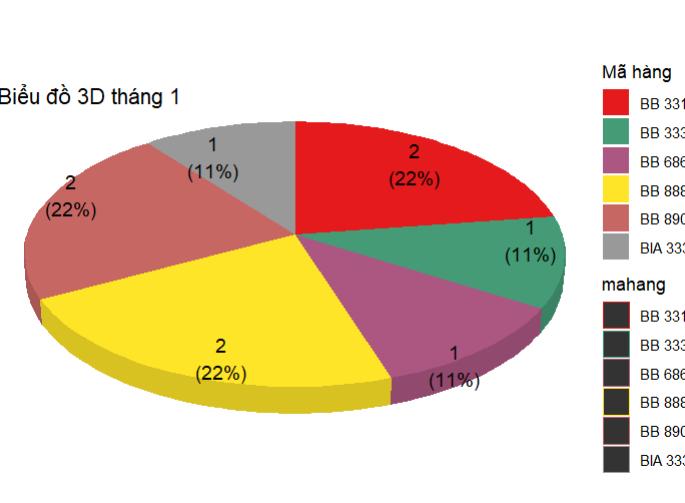 Biểu đồ 3D tháng 1
2
(22%)
1
(11%)
1
(11%)
2
(22%)
2
(22%)
1
(11%)
Mã hàng
BB 331
BB 333
BB 686
BB 888
BB 890
BIA 333
mahang
BB 331
BB 333
BB 686
BB 888
BB 890
BIA 333